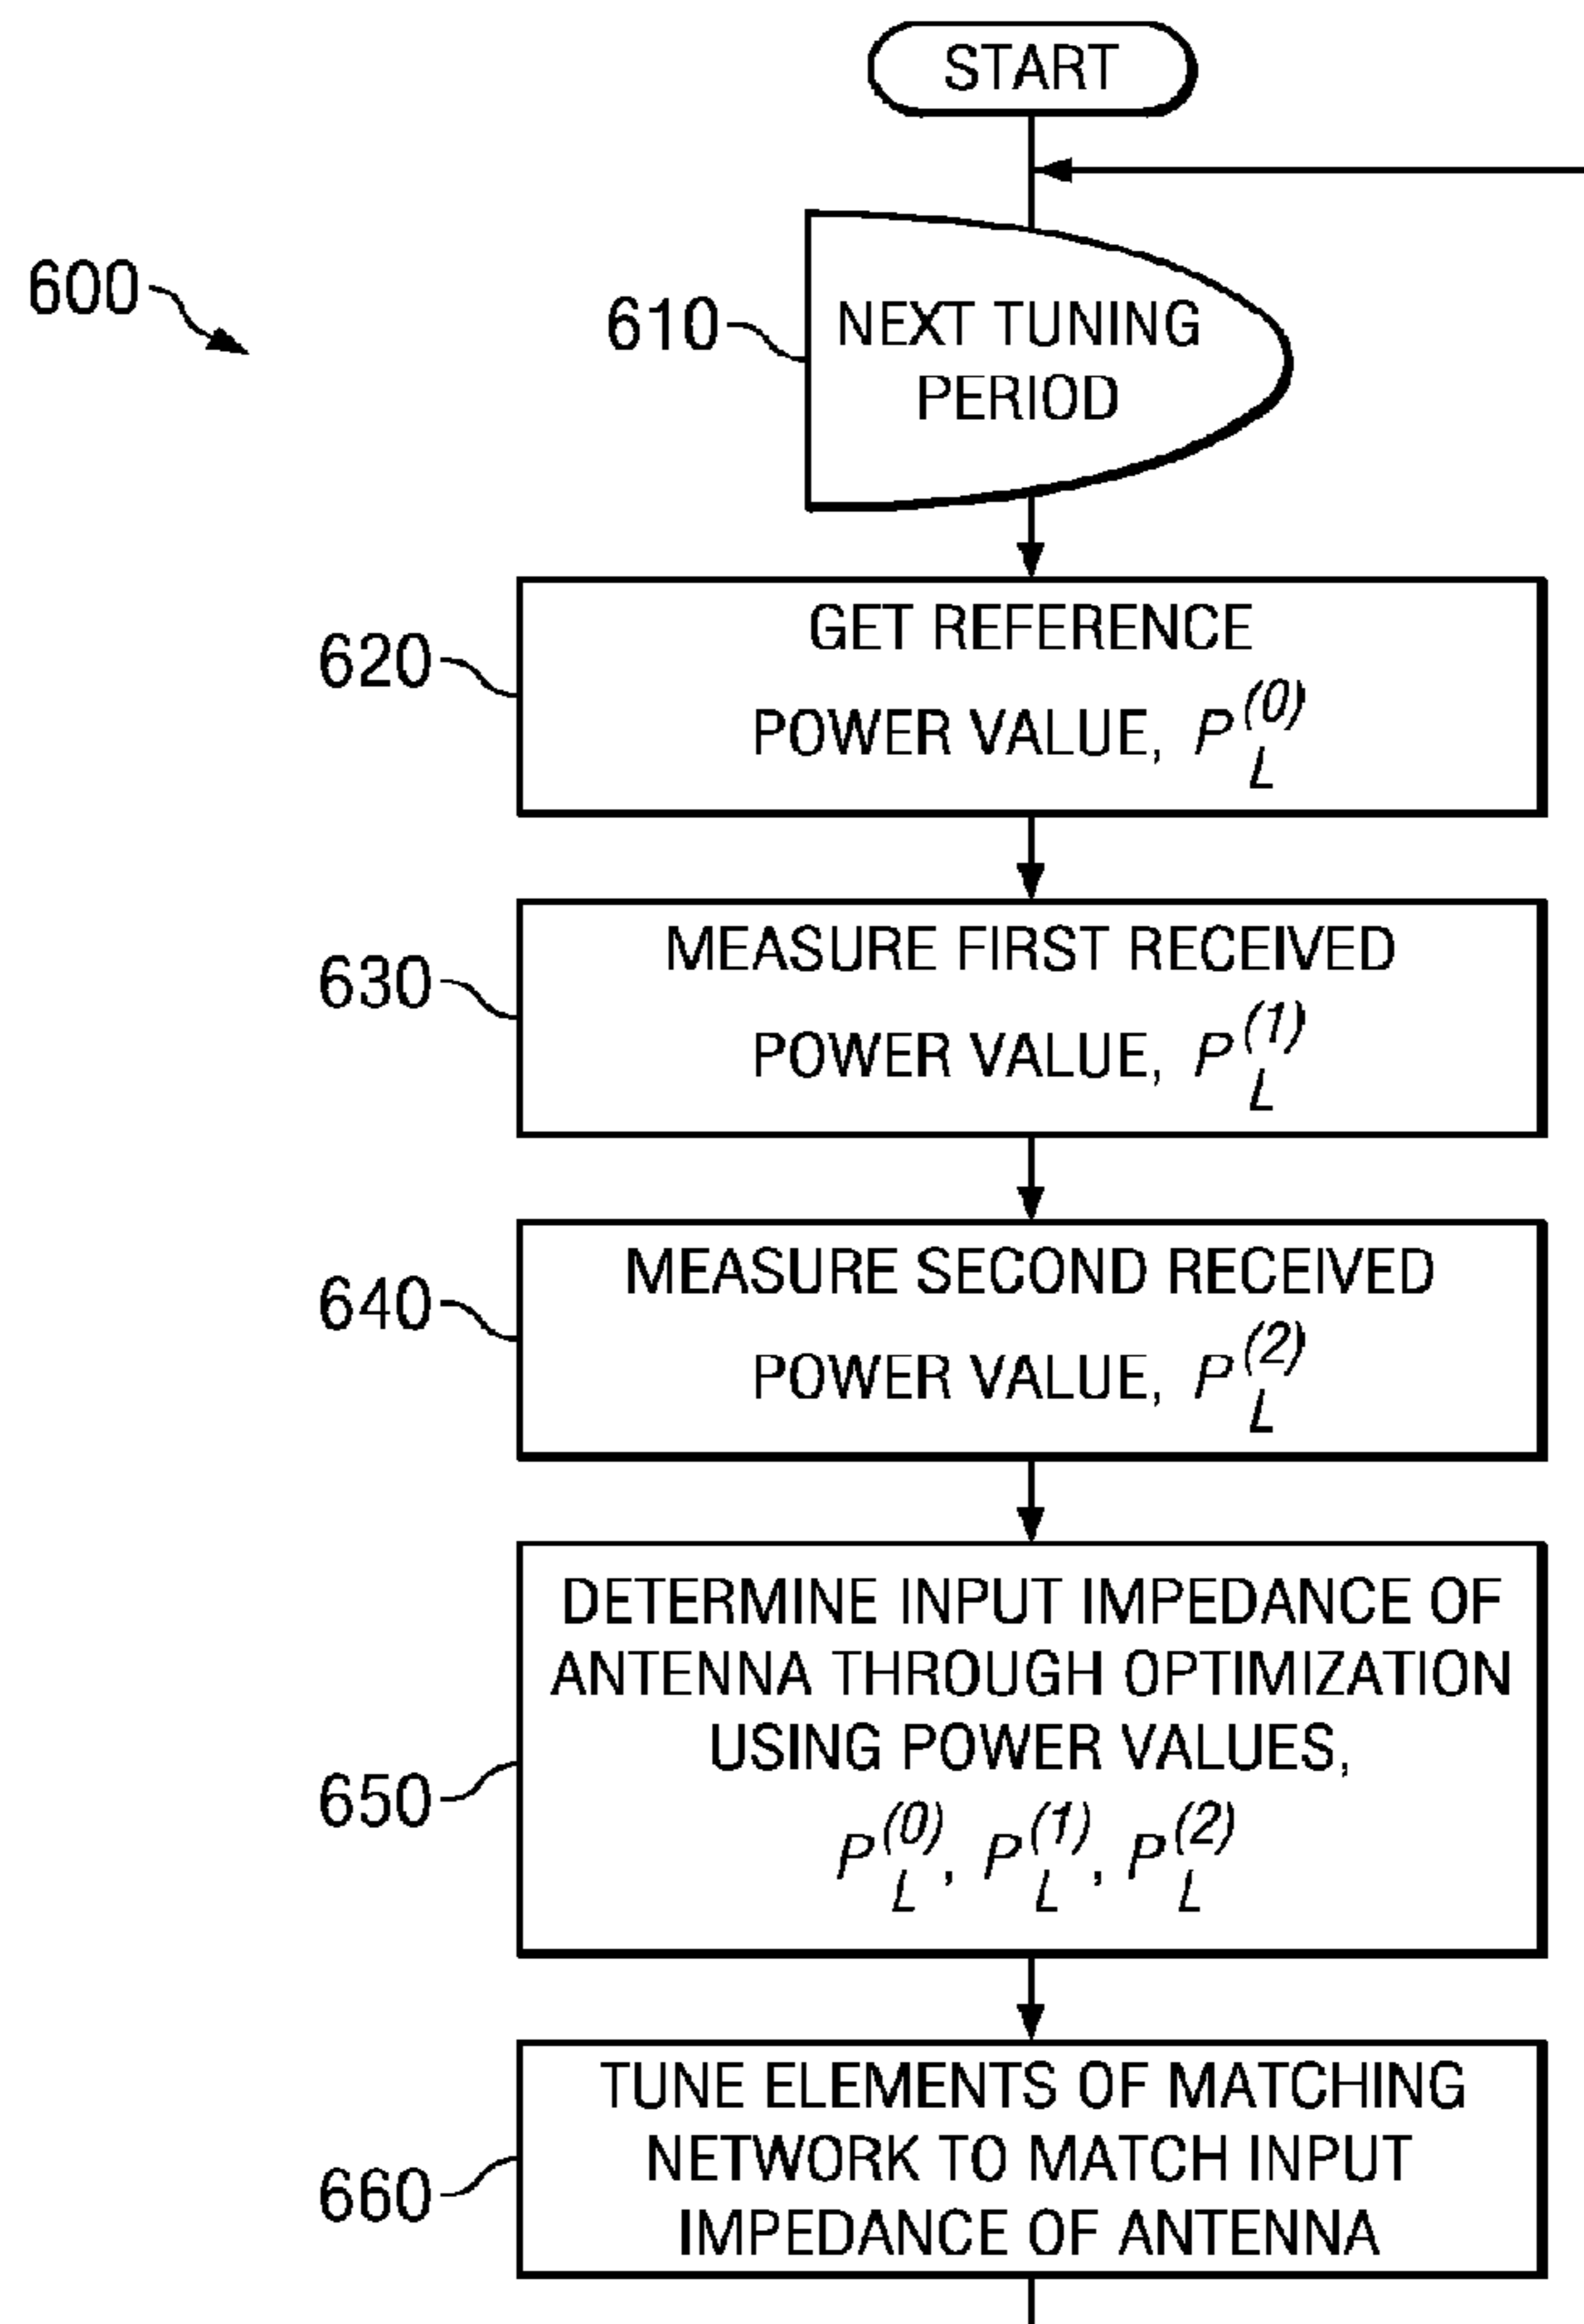 START
600
610
NEXT TUNING
PERIOD
620
GET REFERENCE
POWER VALUE, P_L^(0)
630
MEASURE FIRST RECEIVED
POWER VALUE, P_L^(1)
640
MEASURE SECOND RECEIVED
POWER VALUE, P_L^(2)
650
DETERMINE INPUT IMPEDANCE OF
ANTENNA THROUGH OPTIMIZATION
USING POWER VALUES,
P_L^(0), P_L^(1), P_L^(2)
660
TUNE ELEMENTS OF MATCHING
NETWORK TO MATCH INPUT
IMPEDANCE OF ANTENNA